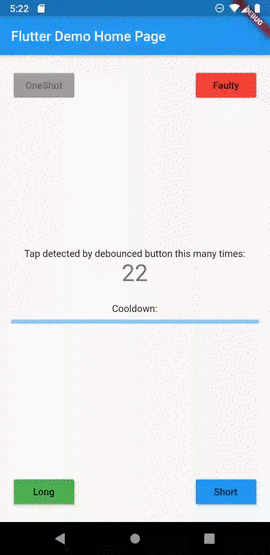 5:22
DEBUG
Flutter Demo Home Page
OneShot
Faulty
Tap detected by debounced button this many times:
22
Cooldown:
Long
Short